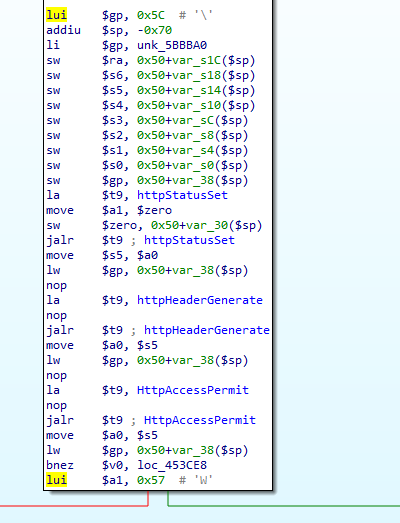 lui $gp, 0x5C # '\'
addiu $sp, -0x70
li $gp, unk_5BBBA0
sw $ra, 0x50+var_s1C($sp)
sw $s6, 0x50+var_s18($sp)
sw $s5, 0x50+var_s14($sp)
sw $s4, 0x50+var_s10($sp)
sw $s3, 0x50+var_sC($sp)
sw $s2, 0x50+var_s8($sp)
sw $s1, 0x50+var_s4($sp)
sw $s0, 0x50+var_s0($sp)
sw $gp, 0x50+var_38($sp)
la $t9, httpStatusSet
move $a1, $zero
sw $zero, 0x50+var_30($sp)
jalr $t9 ; httpStatusSet
move $s5, $a0
lw $gp, 0x50+var_38($sp)
nop
la $t9, httpHeaderGenerate
nop
jalr $t9 ; httpHeaderGenerate
move $a0, $s5
lw $gp, 0x50+var_38($sp)
nop
la $t9, HttpAccessPermit
nop
jalr $t9 ; HttpAccessPermit
move $a0, $s5
lw $gp, 0x50+var_38($sp)
bnez $v0, loc_453CE8
lui $a1, 0x57 # 'W'